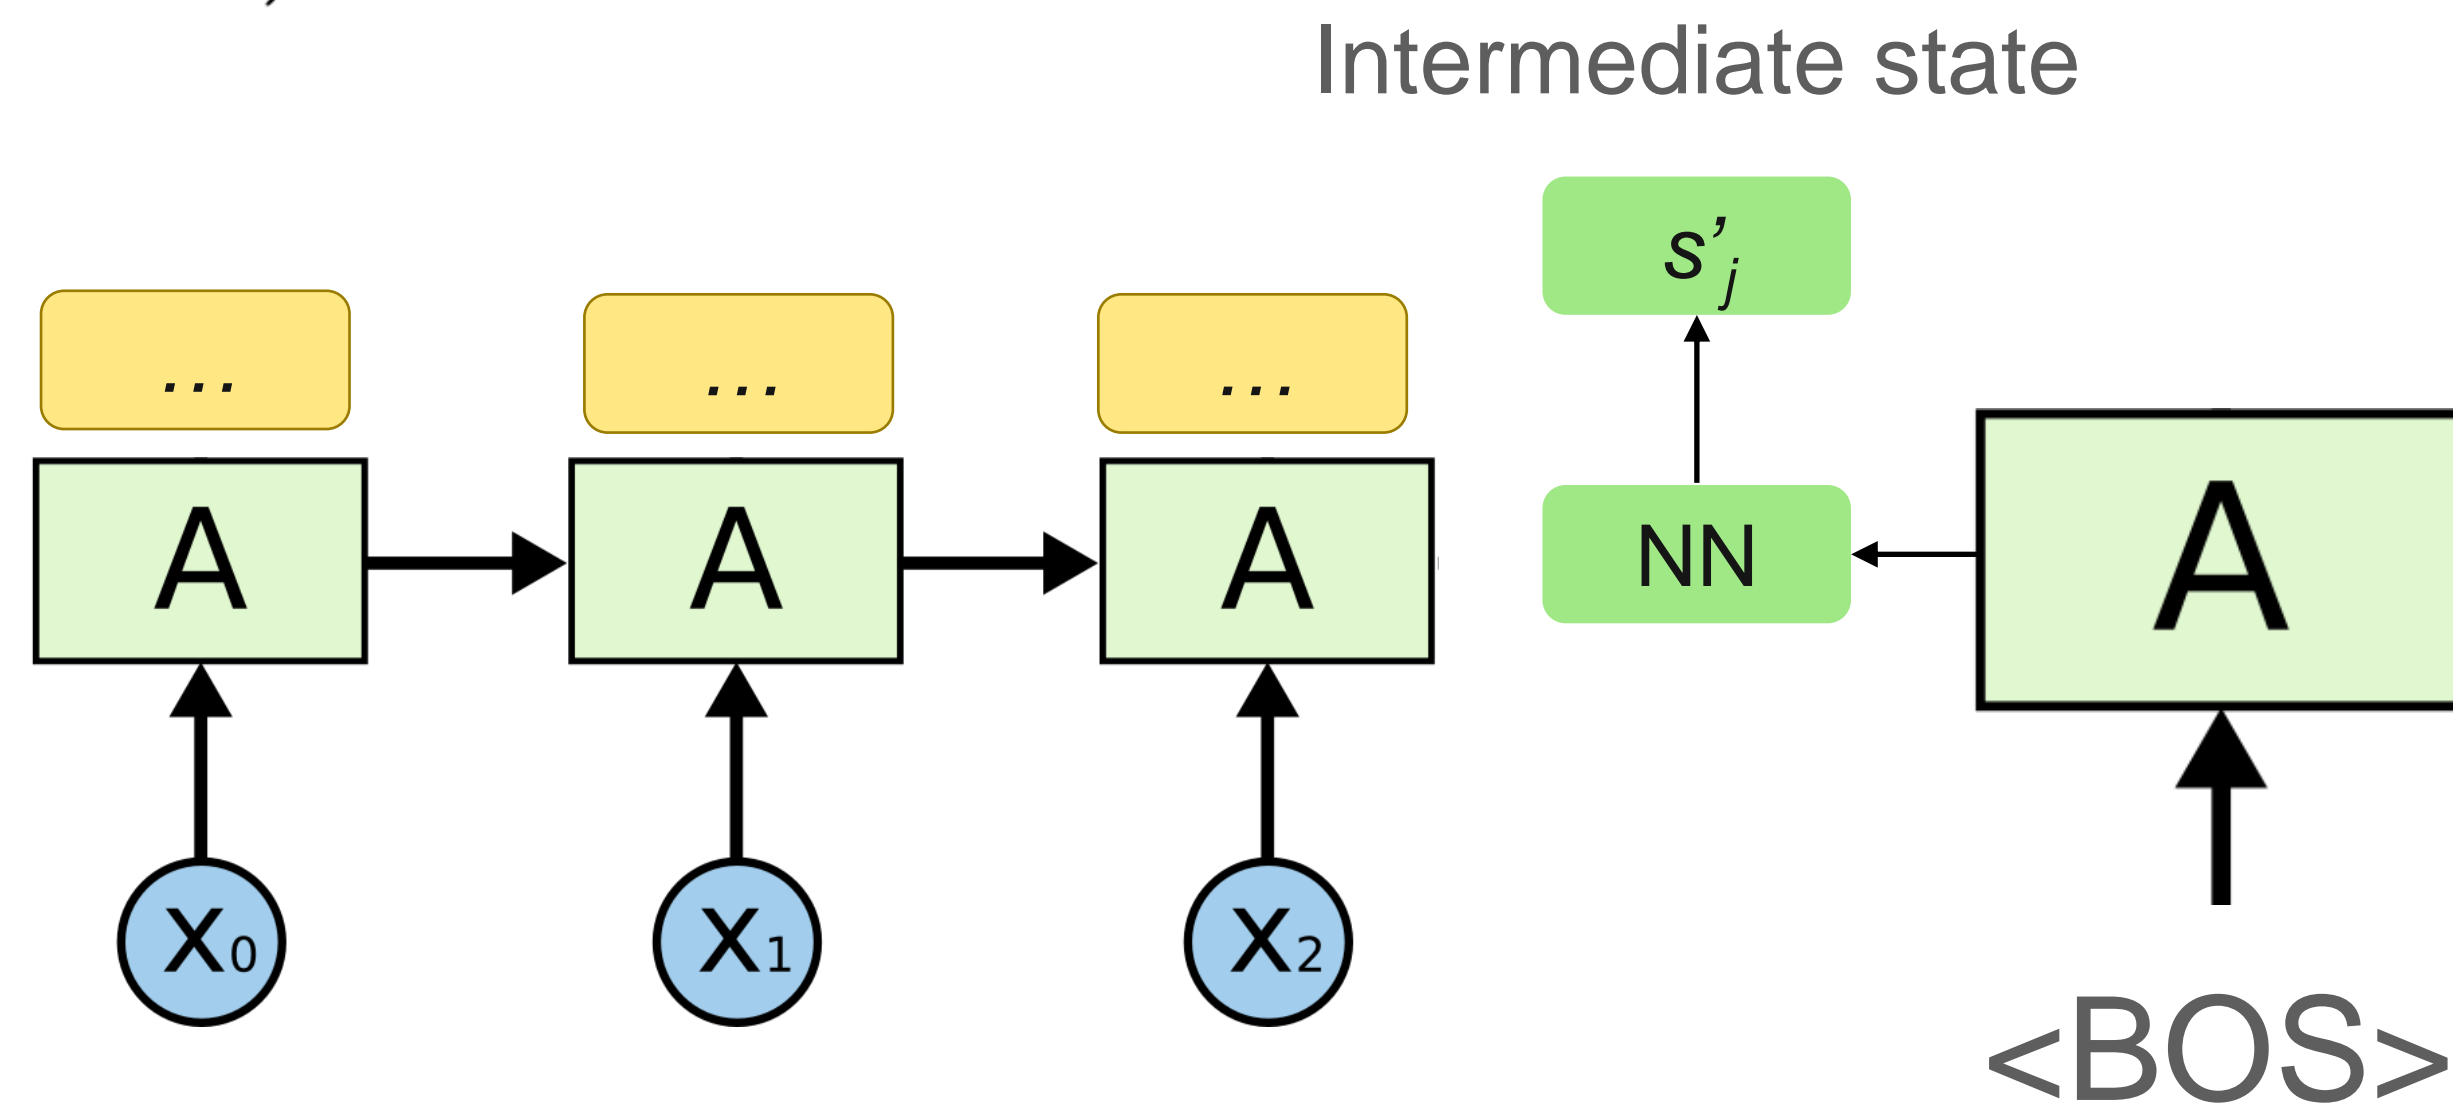 Intermediate state
s’j
... ... ...
A A A NN A
x0 x1 x2
<BOS>